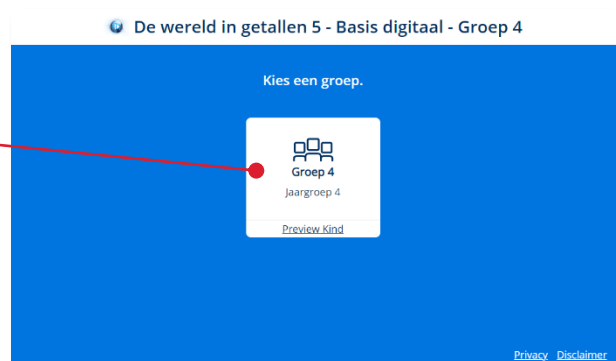 De wereld in getallen 5 - Basis digitaal - Groep 4
Kies een groep.
Groep 4
Jaargroep 4
Preview Kind
Privacy Disclaimer